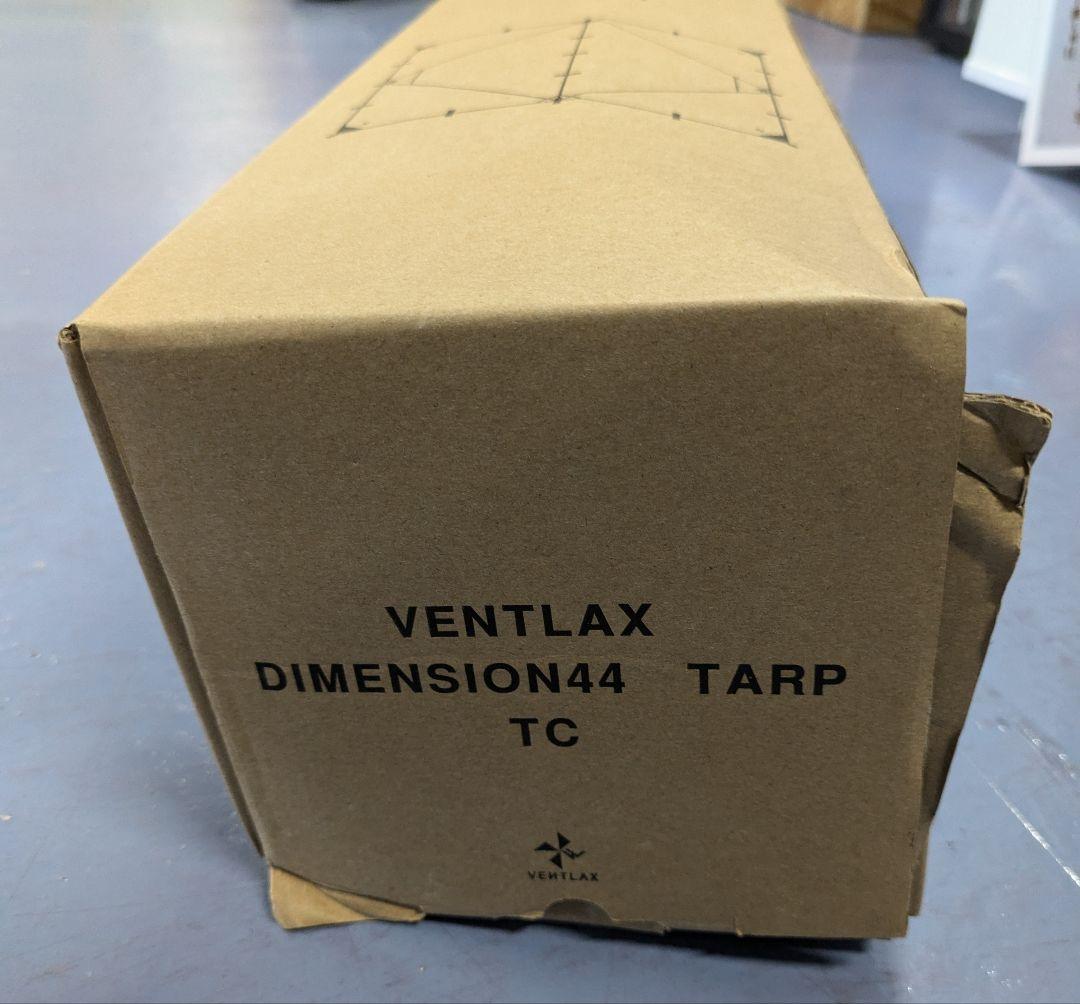 VENTLAX
DIMENSION44 TARP
TC
VENTLAX